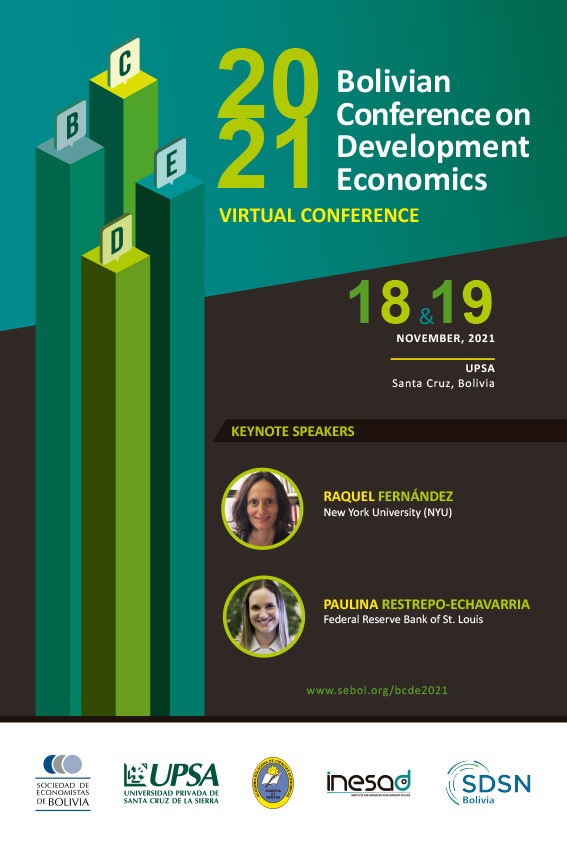 C
B
E
D
20
21
Bolivian
Conference on
Development
Economics
VIRTUAL CONFERENCE
18 & 19
NOVEMBER, 2021
UPSA
Santa Cruz, Bolivia
KEYNOTE SPEAKERS
RAQUEL FERNÁNDEZ
New York University (NYU)
PAULINA RESTREPO-ECHAVARRIA
Federal Reserve Bank of St. Louis
www.sebol.org/bcde2021
SOCIEDAD DE
ECONOMISTAS
DE BOLIVIA
UPSA
UNIVERSIDAD PRIVADA DE
SANTA CRUZ DE LA SIERRA
inesad
INSTITUTE FOR ADVANCED DEVELOPMENT STUDIES
SDSN
Bolivia